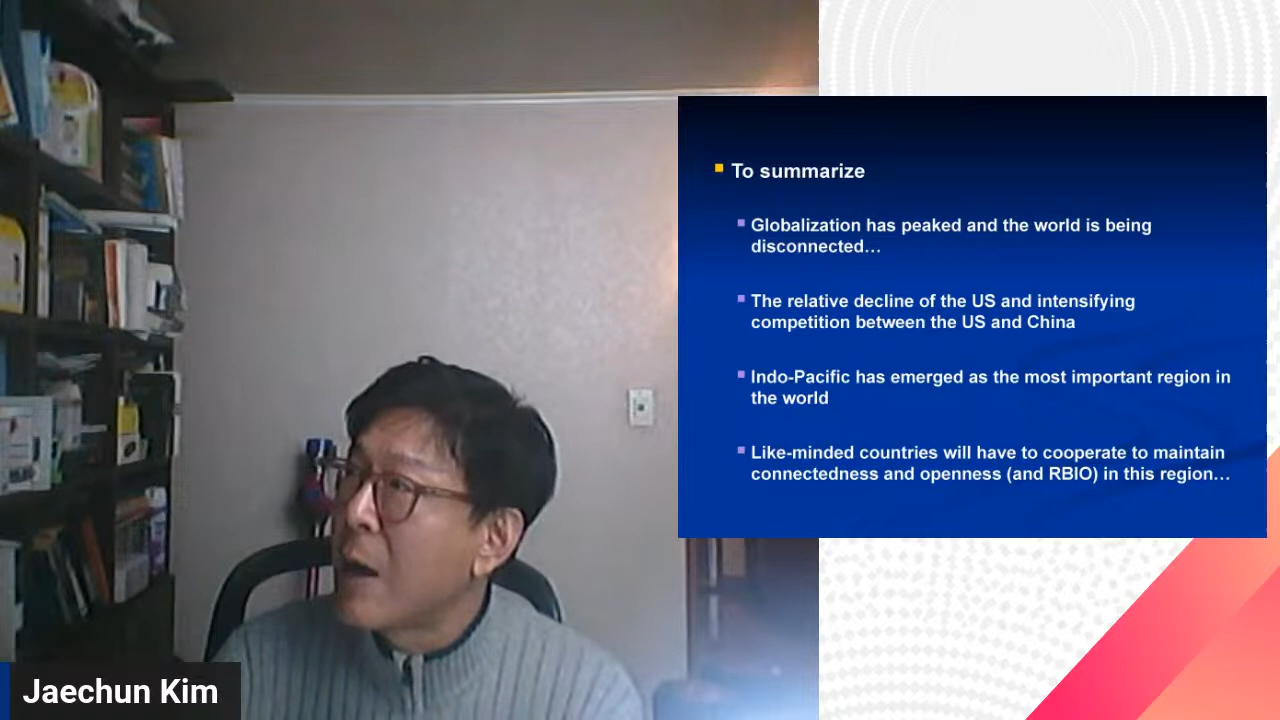 To summarize
Globalization has peaked and the world is being
disconnected…
The relative decline of the US and intensifying
competition between the US and China
Indo-Pacific has emerged as the most important region in
the world
Like-minded countries will have to cooperate to maintain
connectedness and openness (and RBIO) in this region…
Jaechun Kim